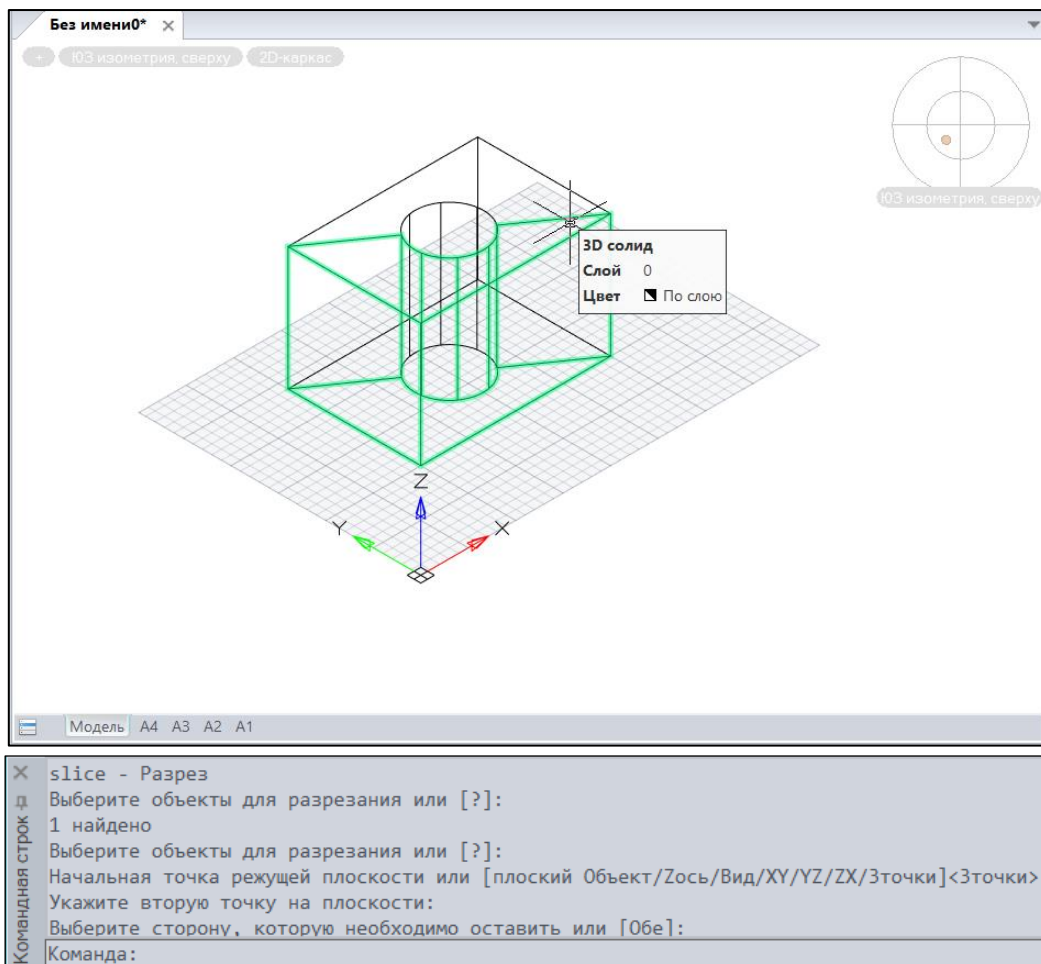 Без имени0*
+ ЮЗ изометрия, сверху 2D-каркас
ЮЗ изометрия, сверху
3D солид
Слой 0
Цвет По слою
Z
Y
X
Модель A4 A3 A2 A1
Командная строк
slice - Разрез
Выберите объекты для разрезания или [?]:
1 найдено
Выберите объекты для разрезания или [?]:
Начальная точка режущей плоскости или [плоский Объект/Zось/Вид/XY/YZ/ZX/3точки]<3точки>
Укажите вторую точку на плоскости:
Выберите сторону, которую необходимо оставить или [Обе]:
Команда: